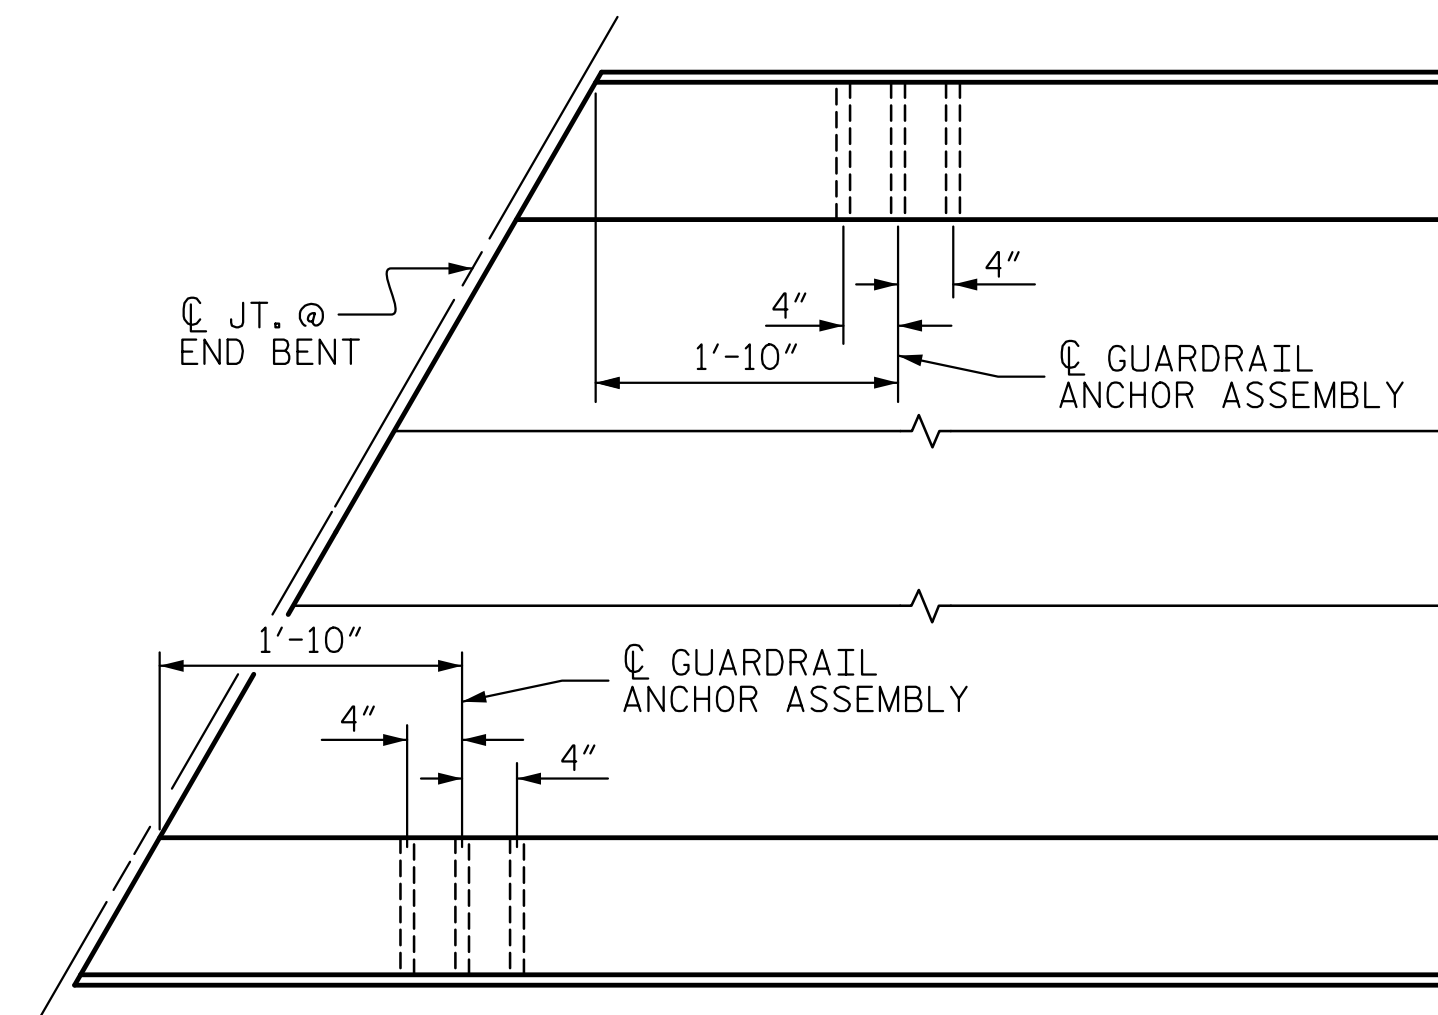 4″
4″
℄ JT. @
END BENT
1′-10″
℄ GUARDRAIL
ANCHOR ASSEMBLY
1′-10″
℄ GUARDRAIL
ANCHOR ASSEMBLY
4″
4″